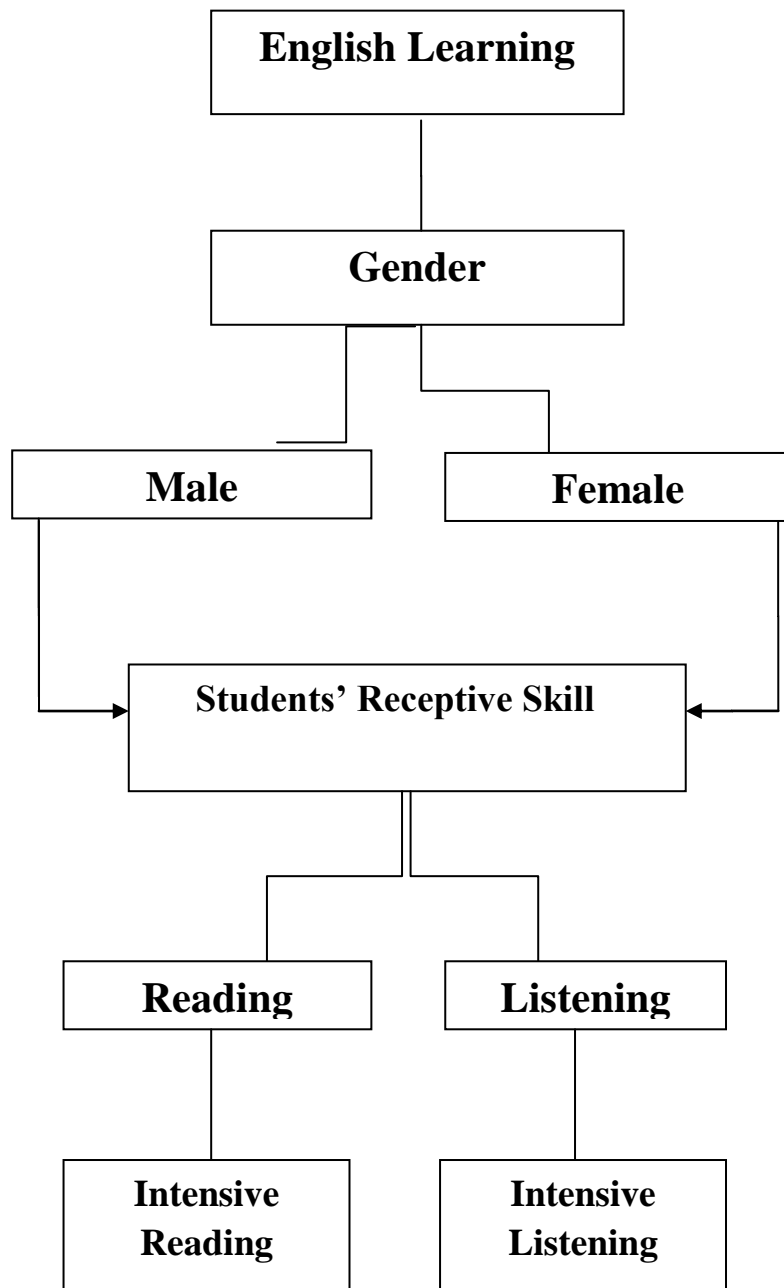 English Learning
Gender
Male
Female
Students’ Receptive Skill
Reading
Listening
Intensive
Reading
Intensive
Listening